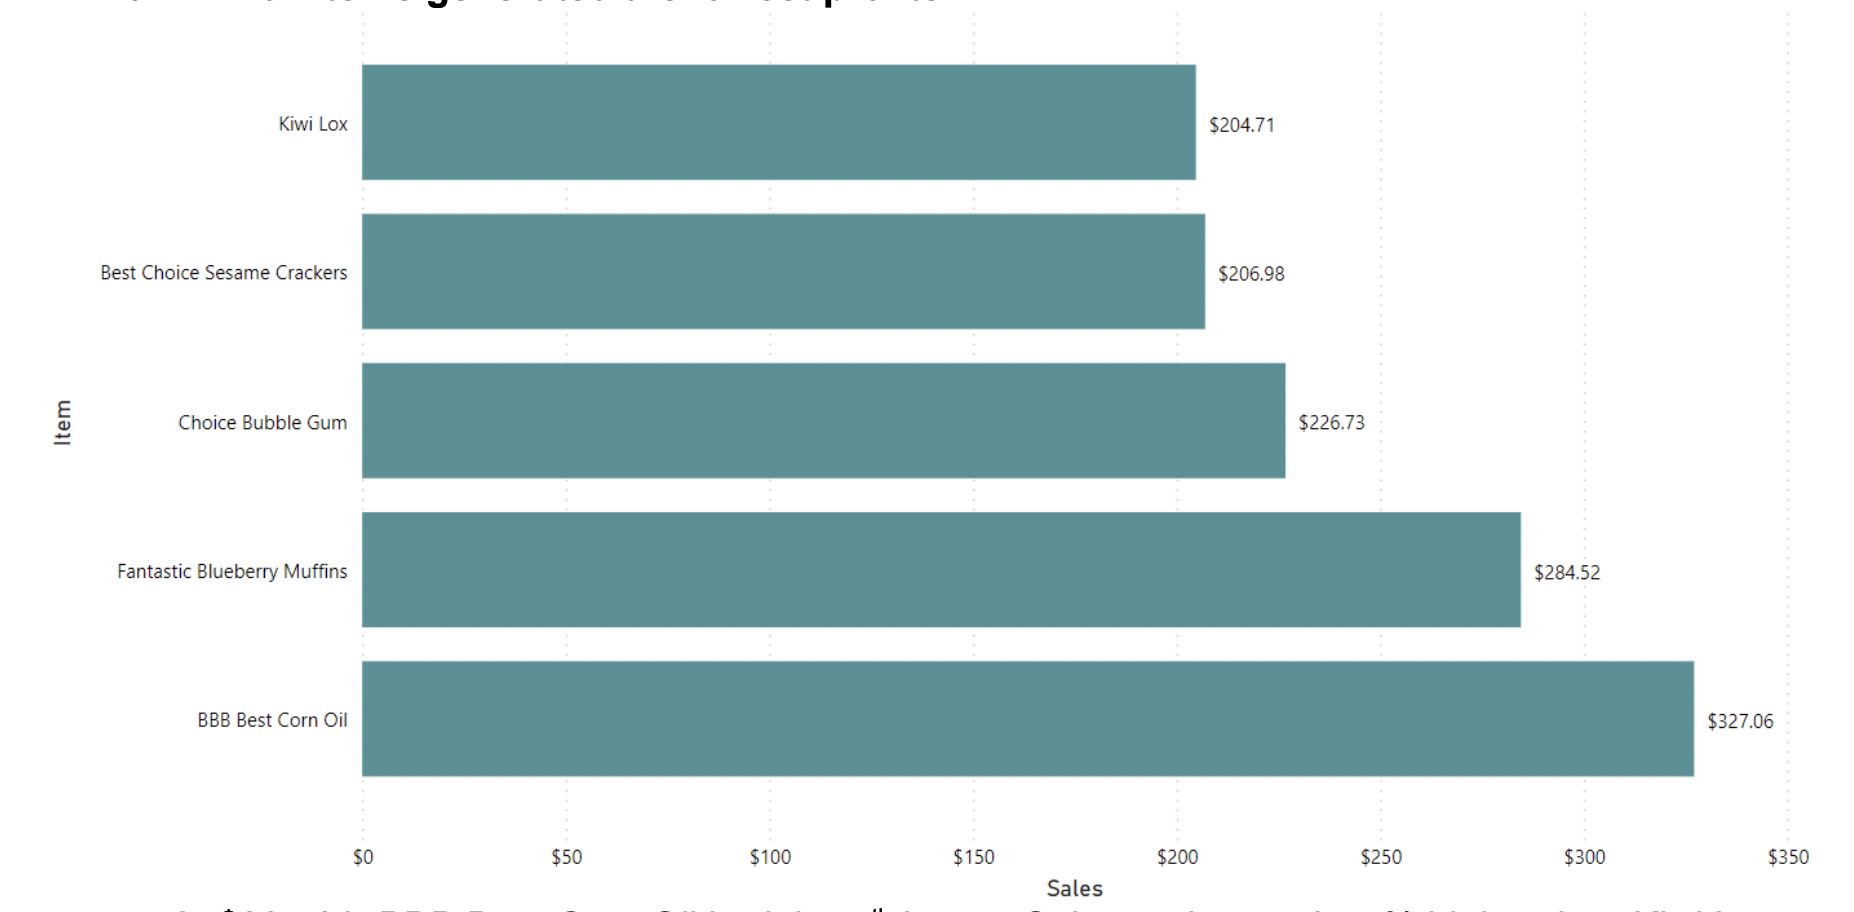 Kiwi Lox
$204.71
Best Choice Sesame Crackers
$206.98
Item
Choice Bubble Gum
$226.73
Fantastic Blueberry Muffins
$284.52
BBB Best Corn Oil
$327.06
$0 $50 $100 $150 $200 $250 $300 $350
Sales